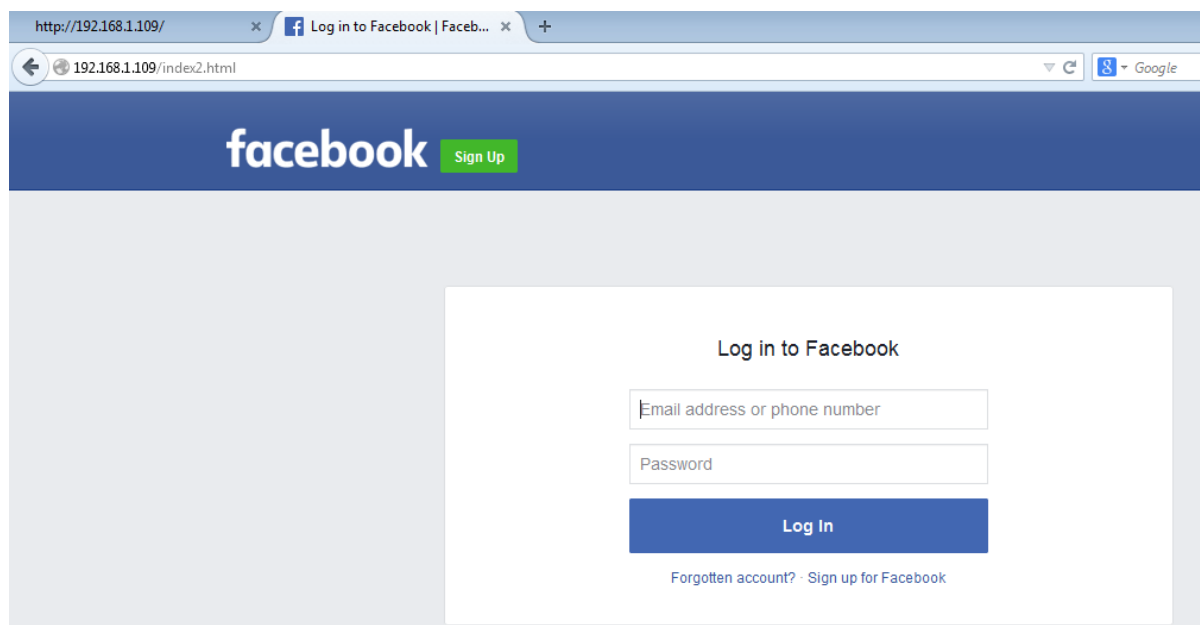 http://192.168.1.109/ Log in to Facebook | Faceb...
192.168.1.109/index2.html Google
facebook Sign Up
Log in to Facebook
Email address or phone number
Password
Log In
Forgotten account? · Sign up for Facebook